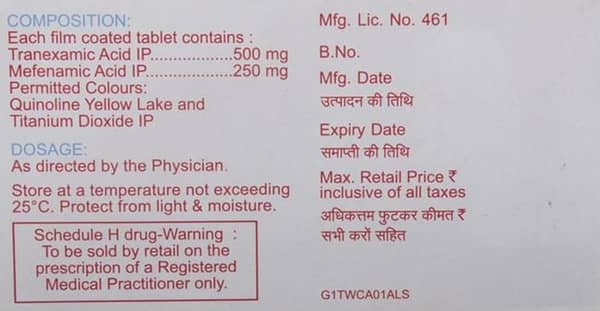 COMPOSITION:
Each film coated tablet contains :
Tranexamic Acid IP..................500 mg
Mefenamic Acid IP..................250 mg
Permitted Colours:
Quinoline Yellow Lake and
Titanium Dioxide IP
DOSAGE:
As directed by the Physician.
Store at a temperature not exceeding
25°C. Protect from light & moisture.
Schedule H drug-Warning :
To be sold by retail on the
prescription of a Registered
Medical Practitioner only.
Mfg. Lic. No. 461
B.No.
Mfg. Date
उत्पादन की तिथि
Expiry Date
समाप्ती की तिथि
Max. Retail Price ₹
inclusive of all taxes
अधिकत्तम फुटकर कीमत ₹
सभी करों सहित
G1TWCA01ALS